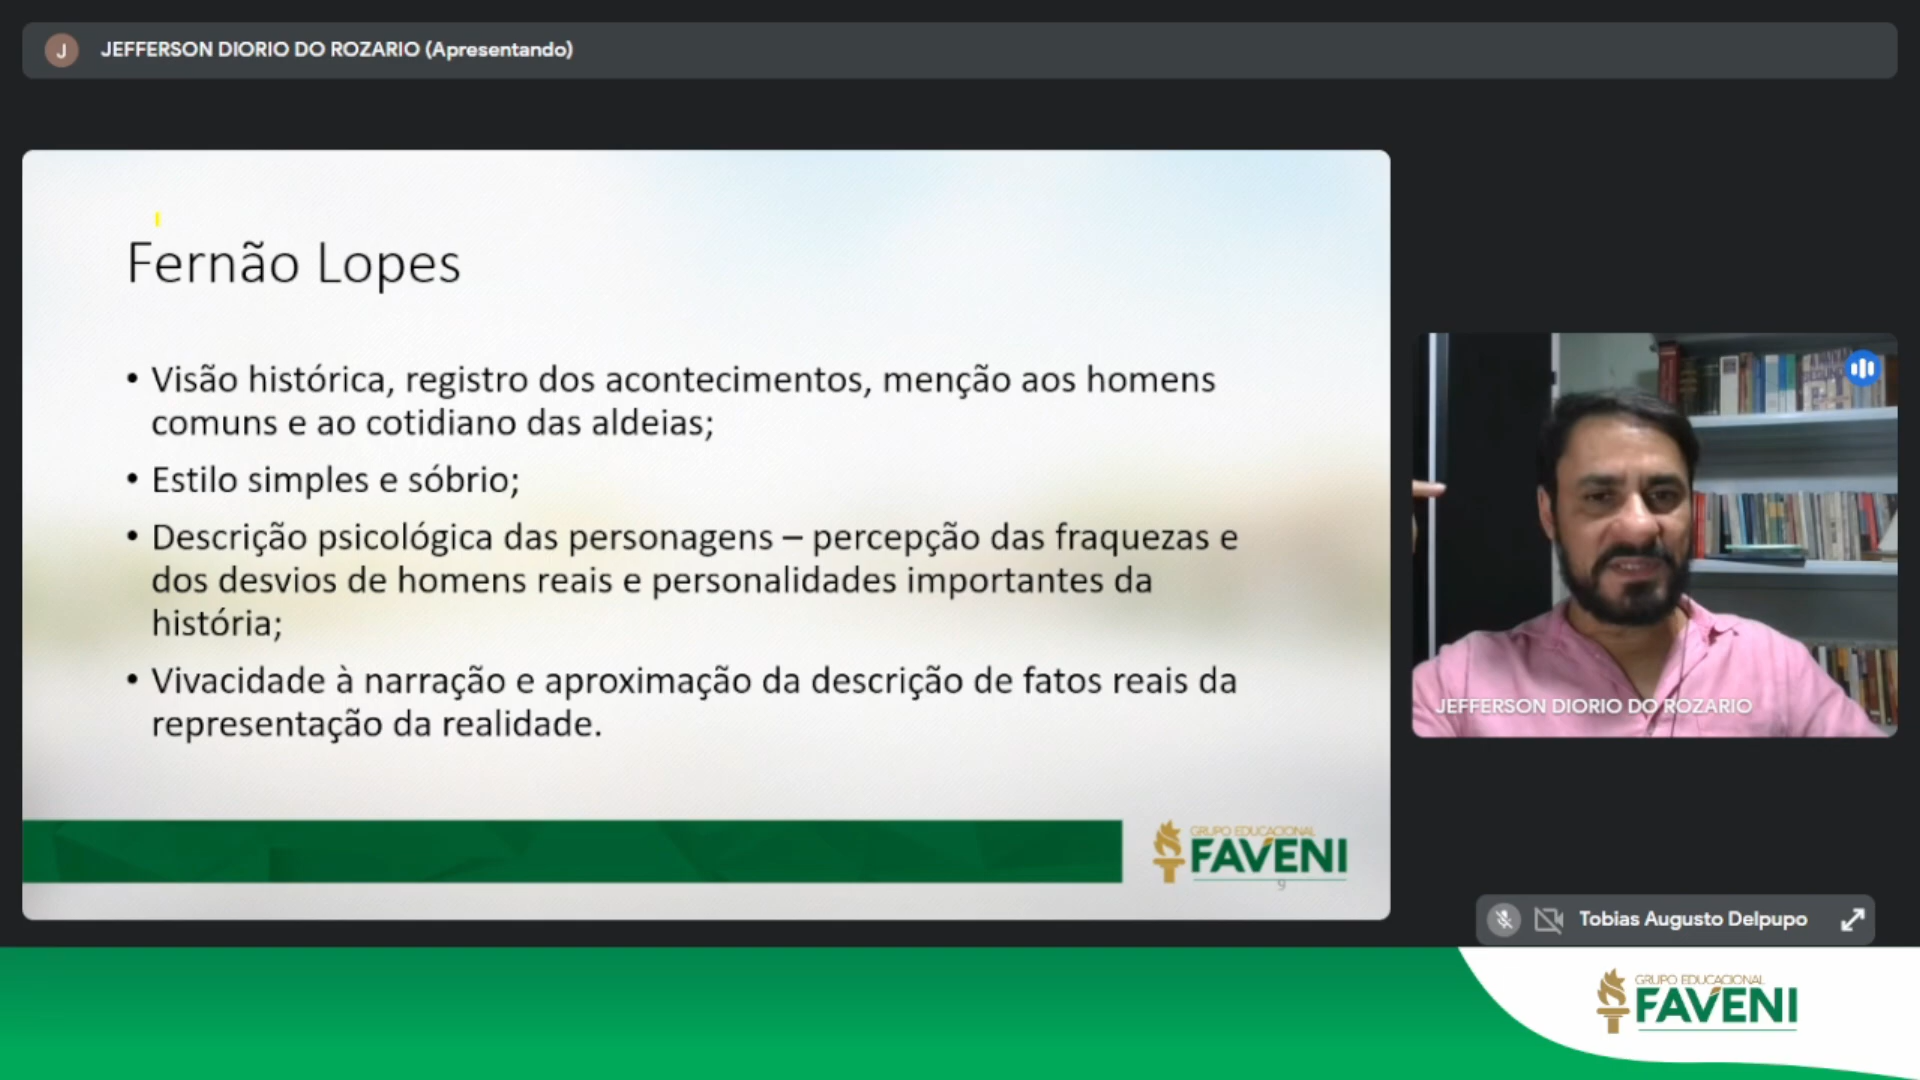 J
JEFFERSON DIORIO DO ROZARIO (Apresentando)
Fernão Lopes
• Visão histórica, registro dos acontecimentos, menção aos homens
comuns e ao cotidiano das aldeias;
• Estilo simples e sóbrio;
• Descrição psicológica das personagens – percepção das fraquezas e
dos desvios de homens reais e personalidades importantes da
história;
• Vivacidade à narração e aproximação da descrição de fatos reais da
representação da realidade.
GRUPO EDUCACIONAL
FAVENI
9
JEFFERSON DIORIO DO ROZARIO
Tobias Augusto Delpupo
GRUPO EDUCACIONAL
FAVENI